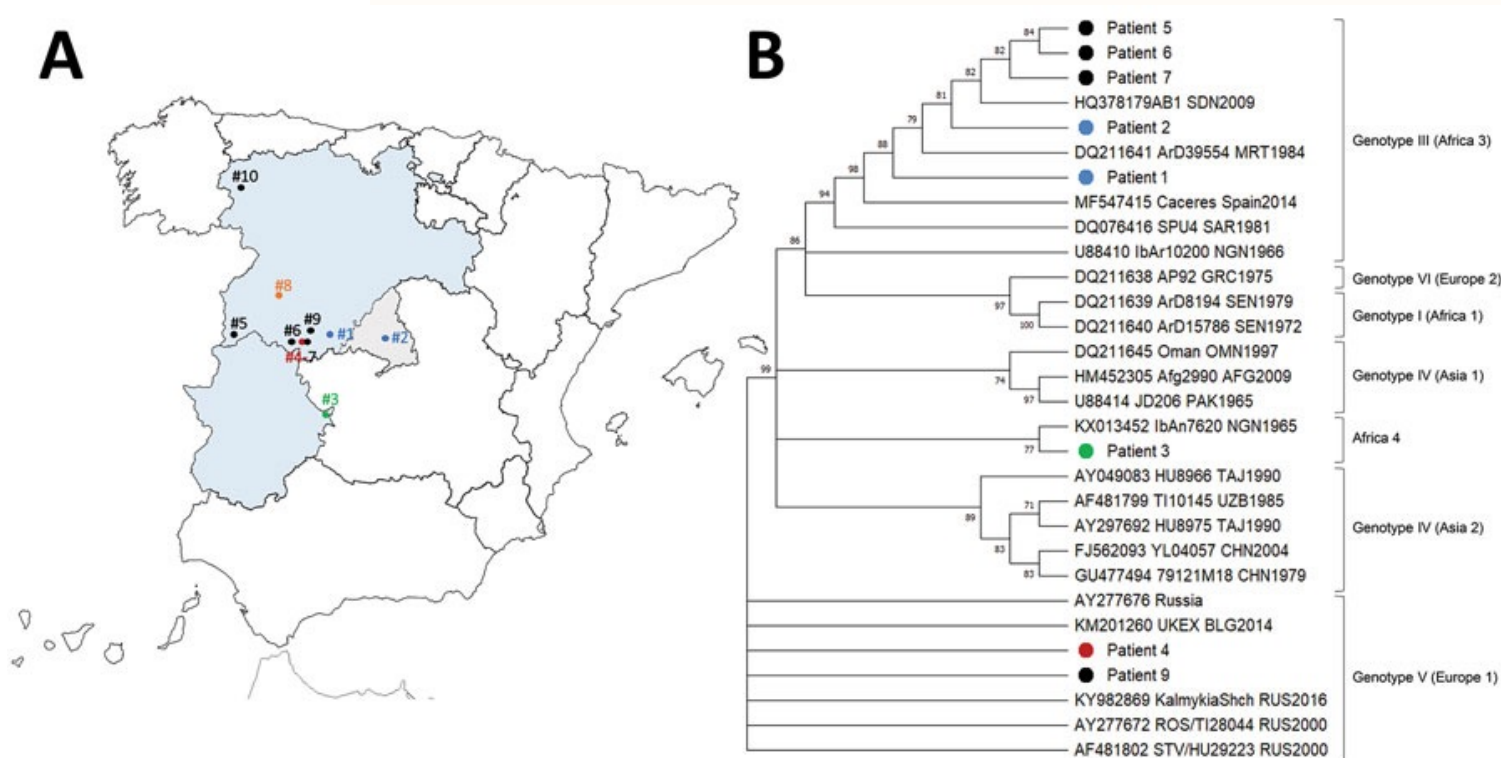 A
#10
#8
#5
#6
#9
#1
#2
#4
-7
#3
B
84
Patient 5
82
Patient 6
82
Patient 7
81
HQ378179AB1 SDN2009
79
Patient 2
88
DQ211641 ArD39554 MRT1984
98
Patient 1
94
MF547415 Caceres Spain2014
DQ076416 SPU4 SAR1981
86
U88410 IbAr10200 NGN1966
Genotype III (Africa 3)
DQ211638 AP92 GRC1975
Genotype VI (Europe 2)
97
DQ211639 ArD8194 SEN1979
100
DQ211640 ArD15786 SEN1972
Genotype I (Africa 1)
99
DQ211645 Oman OMN1997
74
HM452305 Afg2990 AFG2009
97
U88414 JD206 PAK1965
Genotype IV (Asia 1)
KX013452 IbAn7620 NGN1965
77
Patient 3
Africa 4
AY049083 HU8966 TAJ1990
71
AF481799 TI10145 UZB1985
89
AY297692 HU8975 TAJ1990
83
FJ562093 YL04057 CHN2004
83
GU477494 79121M18 CHN1979
Genotype IV (Asia 2)
AY277676 Russia
KM201260 UKEX BLG2014
Patient 4
Patient 9
KY982869 KalmykiaShch RUS2016
AY277672 ROS/TI28044 RUS2000
AF481802 STV/HU29223 RUS2000
Genotype V (Europe 1)